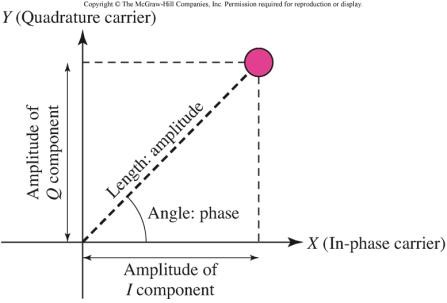 Copyright © The McGraw-Hill Companies, Inc. Permission required for reproduction or display.
Y (Quadrature carrier)
Amplitude of
Q component
Length: amplitude
Angle: phase
X (In-phase carrier)
Amplitude of
I component